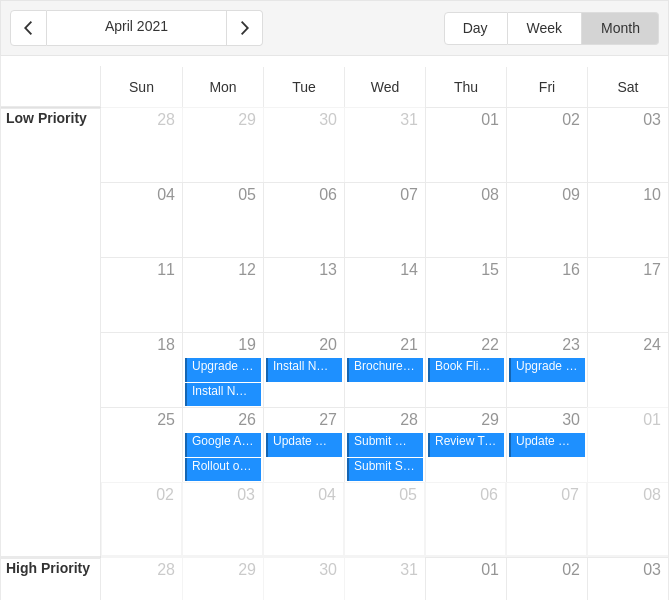 April 2021
Day Week Month
Sun Mon Tue Wed Thu Fri Sat
Low Priority
28 29 30 31 01 02 03
04 05 06 07 08 09 10
11 12 13 14 15 16 17
18 19 20 21 22 23 24
Upgrade ... Install N... Brochure... Book Fli... Upgrade ...
Install N...
25 26 27 28 29 30 01
Google A... Update ... Submit ... Review T... Update ...
Rollout o... Submit S...
02 03 04 05 06 07 08
High Priority
28 29 30 31 01 02 03